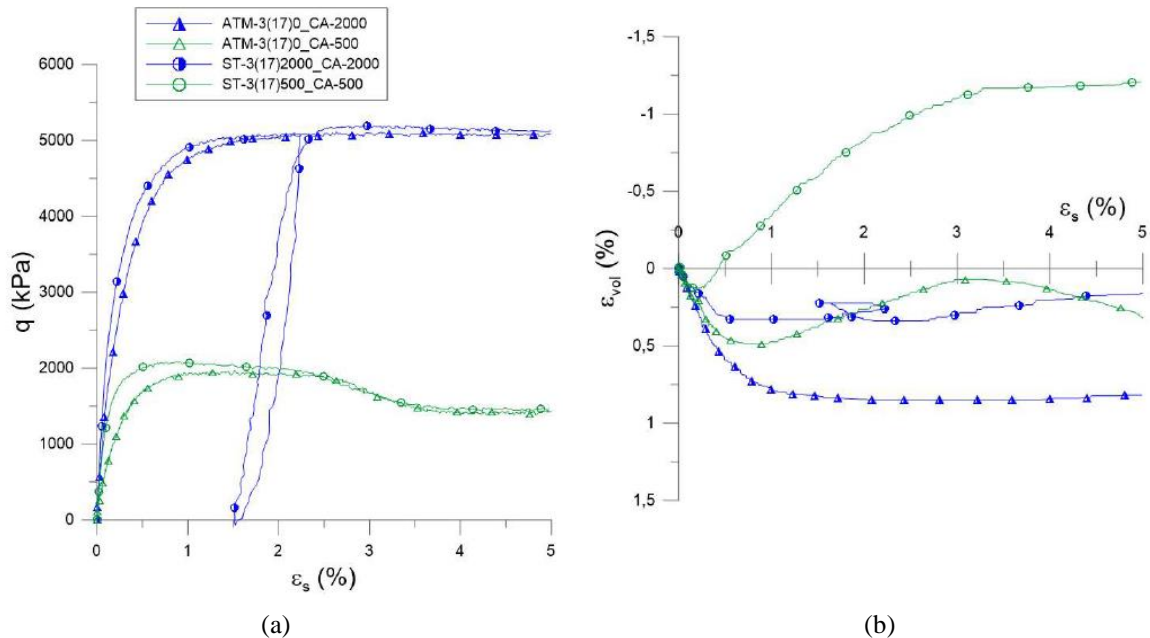 ATM-3(17)0_CA-2000
ATM-3(17)0_CA-500
ST-3(17)2000_CA-2000
ST-3(17)500_CA-500
6000
5000
4000
3000
2000
1000
0
q (kPa)
0 1 2 3 4 5
εs (%)
(a)
-1,5
-1
-0,5
0
0,5
1
1,5
εvol (%)
εs (%)
0 1 2 3 4 5
(b)